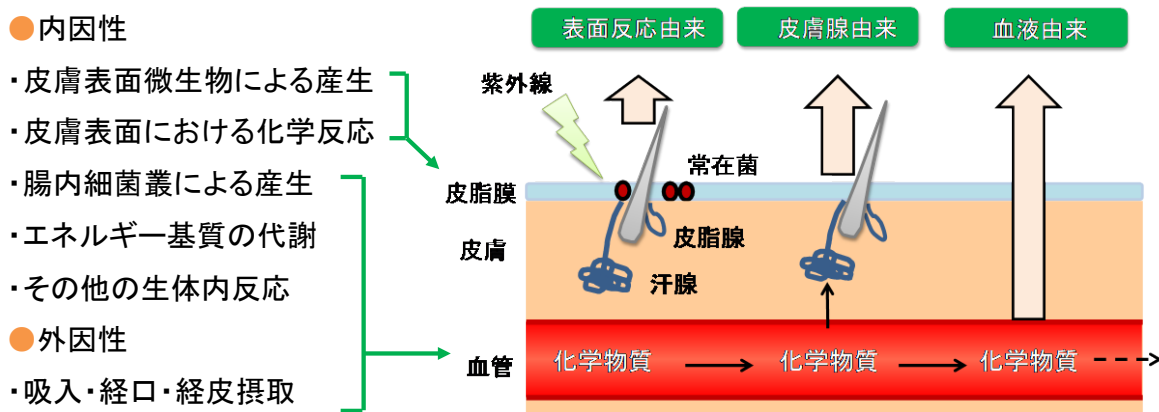 ●内因性
・皮膚表面微生物による産生
・皮膚表面における化学反応
・腸内細菌叢による産生
・エネルギー基質の代謝
・その他の生体内反応
●外因性
・吸入・経口・経皮摂取
表面反応由来
皮膚腺由来
血液由来
紫外線
常在菌
皮脂膜
皮脂腺
皮膚
汗腺
血管
化学物質
化学物質
化学物質